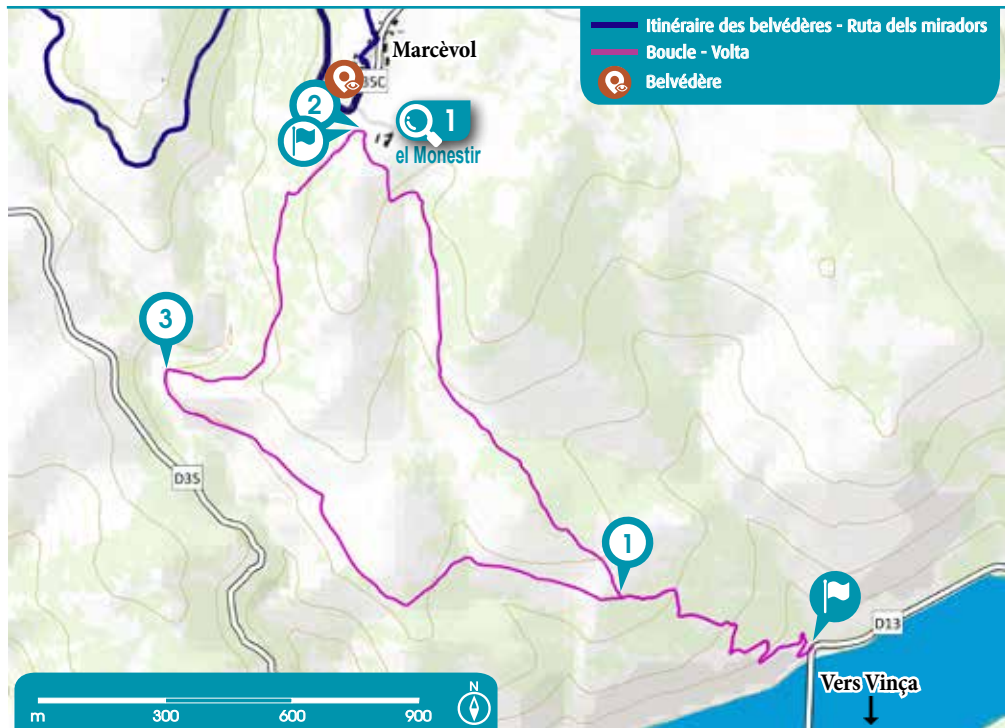 Itinéraire des belvédères - Ruta dels miradors
Boucle - Volta
Belvédère
Marcèvol
35C
2
1
el Monestir
3
D35
1
D13
Vers Vinça
m 300 600 900
N